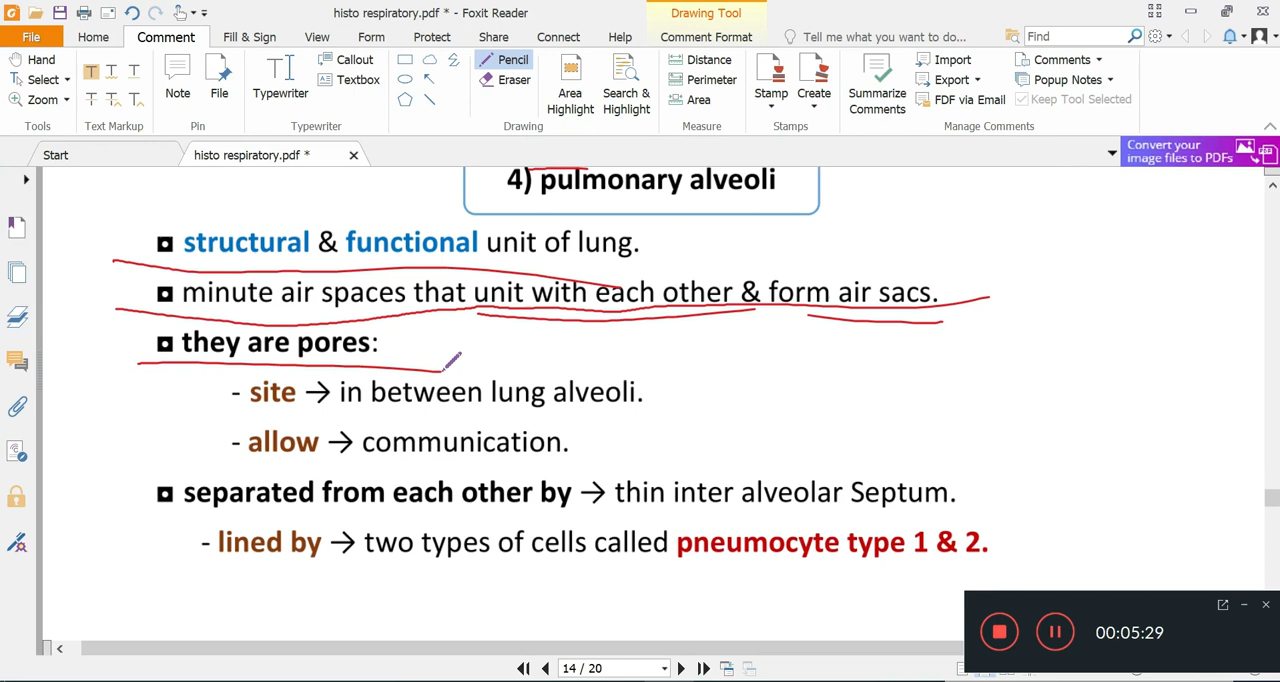 histo respiratory.pdf * - Foxit Reader
Drawing Tool
File Home Comment Fill & Sign View Form Protect Share Connect Help Comment Format Tell me what you want to do... Find
Hand
Select
Zoom
Tools
Text Markup
Note
File
Pin
Typewriter
Callout
Textbox
Typewriter
Pencil
Eraser
Drawing
Area Highlight
Search & Highlight
Distance
Perimeter
Area
Measure
Stamp
Create
Stamps
Summarize Comments
Import
Export
FDF via Email
Comments
Popup Notes
Keep Tool Selected
Manage Comments
Start
histo respiratory.pdf *
Convert your
image files to PDFs
4) pulmonary alveoli
structural & functional unit of lung.
minute air spaces that unit with each other & form air sacs.
they are pores:
- site → in between lung alveoli.
- allow → communication.
separated from each other by → thin inter alveolar Septum.
- lined by → two types of cells called pneumocyte type 1 & 2.
00:05:29
14 / 20